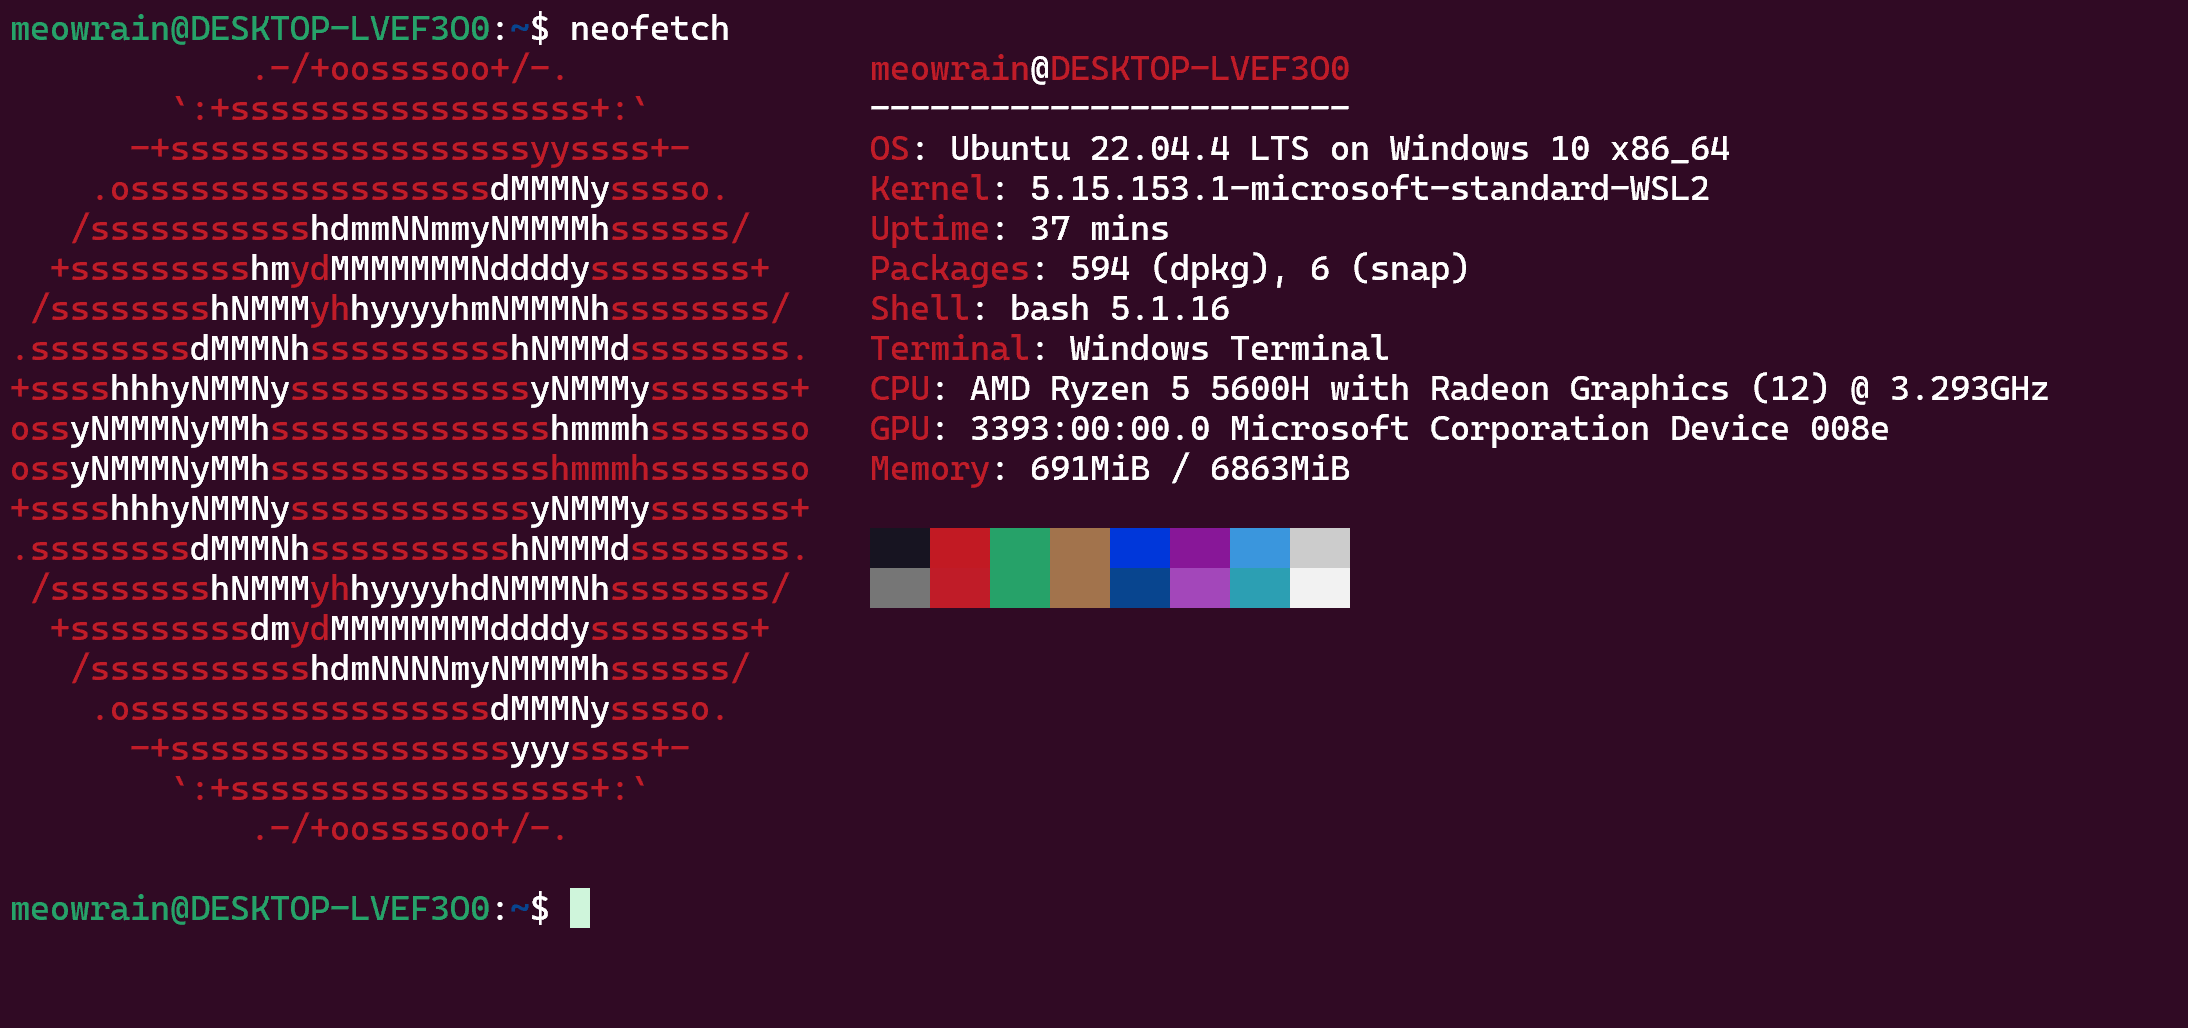 meowrain@DESKTOP-LVEF3O0:~$ neofetch
            .-/+oossssoo+/-.               meowrain@DESKTOP-LVEF3O0
        `:+ssssssssssssssssss+:`           ------------------------
      -+ssssssssssssssssssyyssss+-         OS: Ubuntu 22.04.4 LTS on Windows 10 x86_64
    .ossssssssssssssssssdMMMNysssso.       Kernel: 5.15.153.1-microsoft-standard-WSL2
   /ssssssssssshdmmNNmmyNMMMMhssssss/      Uptime: 37 mins
  +ssssssssshmydMMMMMMMNddddyssssssss+     Packages: 594 (dpkg), 6 (snap)
 /sssssssshNMMMyhhyyyyhmNMMMNhssssssss/    Shell: bash 5.1.16
.ssssssssdMMMNhsssssssssshNMMMdssssssss.   Terminal: Windows Terminal
+sssshhhyNMMNyssssssssssssyNMMMysssssss+   CPU: AMD Ryzen 5 5600H with Radeon Graphics (12) @ 3.293GHz
ossyNMMMNyMMhsssssssssssssshmmmhssssssso   GPU: 3393:00:00.0 Microsoft Corporation Device 008e
ossyNMMMNyMMhsssssssssssssshmmmhssssssso   Memory: 691MiB / 6863MiB
+sssshhhyNMMNyssssssssssssyNMMMysssssss+
.ssssssssdMMMNhsssssssssshNMMMdssssssss.
 /sssssssshNMMMyhhyyyyhdNMMMNhssssssss/
  +sssssssssdmydMMMMMMMMddddyssssssss+
   /ssssssssssshdmNNNNmyNMMMMhssssss/
    .ossssssssssssssssssdMMMNysssso.
      -+sssssssssssssssssyyyssss+-
        `:+ssssssssssssssssss+:`
            .-/+oossssoo+/-.
meowrain@DESKTOP-LVEF3O0:~$